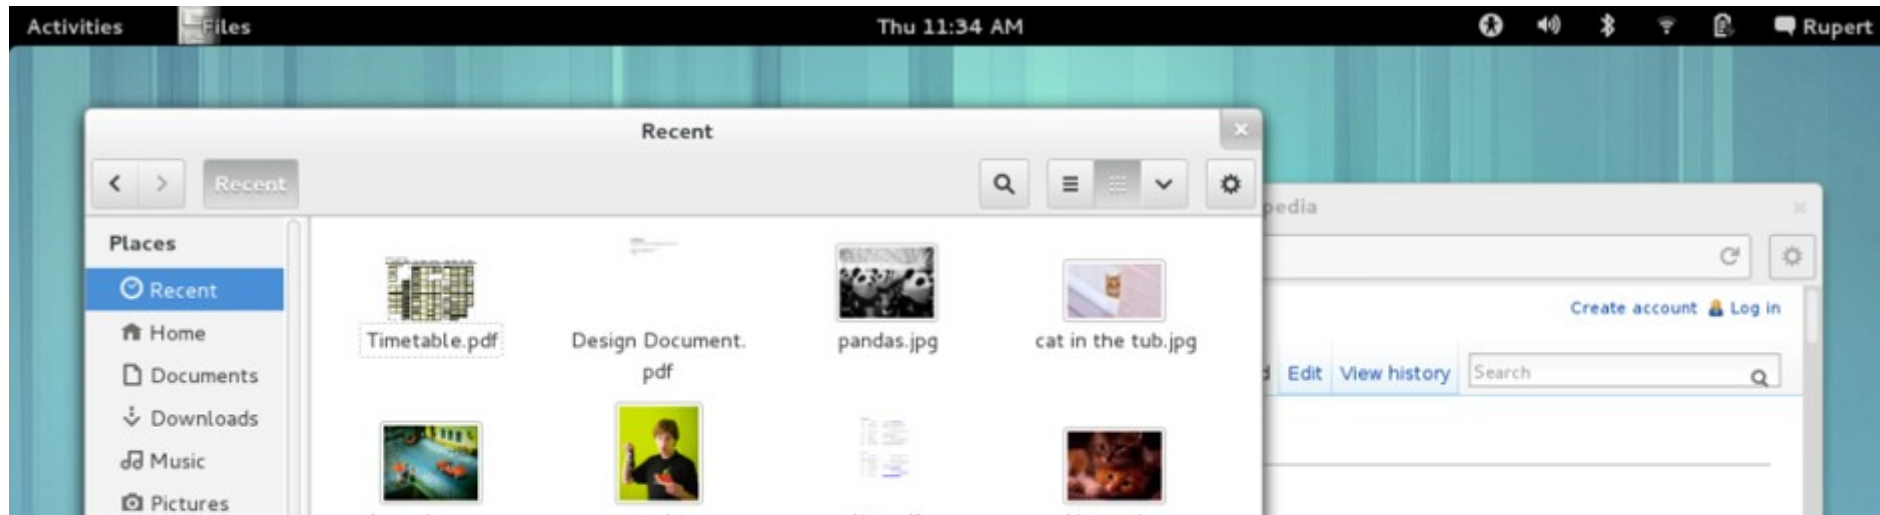 Activities
Files
Thu 11:34 AM
Rupert
Recent
Recent
Places
Recent
Home
Documents
Downloads
Music
Pictures
Timetable.pdf
Design Document.
pdf
pandas.jpg
cat in the tub.jpg
pedia
Create account
Log in
Edit
View history
Search